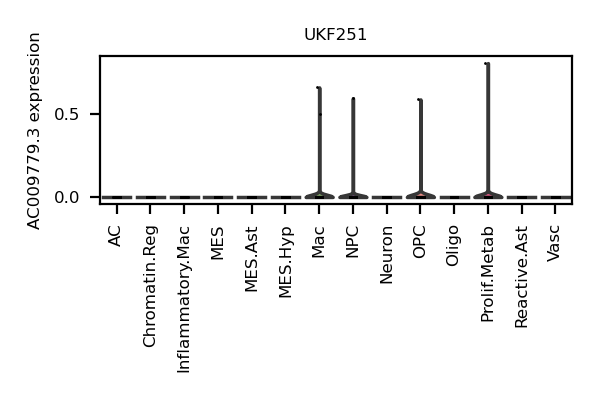 UKF251
AC009779.3 expression
0.5
0.0
AC
Chromatin.Reg
Inflammatory.Mac
MES
MES.Ast
MES.Hyp
Mac
NPC
Neuron
OPC
Oligo
Prolif.Metab
Reactive.Ast
Vasc